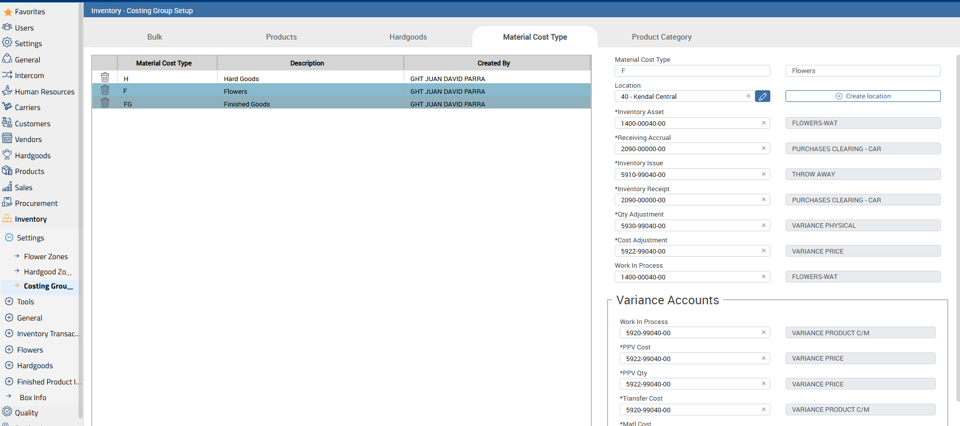 Favorites
Users
Settings
General
Intercom
Human Resources
Carriers
Customers
Vendors
Hardgoods
Products
Sales
Procurement
Inventory
Settings
Flower Zones
Hardgood Zo...
Costing Grou...
Tools
General
Inventory Transac...
Flowers
Hardgoods
Finished Product I...
Box Info
Quality
Inventory - Costing Group Setup
Bulk Products Hardgoods Material Cost Type Product Category
Material Cost Type Description Created By
H Hard Goods GHT JUAN DAVID PARRA
F Flowers GHT JUAN DAVID PARRA
FG Finished Goods GHT JUAN DAVID PARRA
Material Cost Type
F Flowers
Location
40 - Kendal Central × Create location
*Inventory Asset
1400-00040-00 × FLOWERS-WAT
*Receiving Accrual
2090-00000-00 × PURCHASES CLEARING - CAR
*Inventory Issue
5910-99040-00 × THROW AWAY
*Inventory Receipt
2090-00000-00 × PURCHASES CLEARING - CAR
*Qty Adjustment
5930-99040-00 × VARIANCE PHYSICAL
*Cost Adjustment
5922-99040-00 × VARIANCE PRICE
Work In Process
1400-00040-00 × FLOWERS-WAT
Variance Accounts
Work In Process
5920-99040-00 × VARIANCE PRODUCT C/M
*PPV Cost
5922-99040-00 × VARIANCE PRICE
*PPV Qty
5922-99040-00 × VARIANCE PRICE
*Transfer Cost
5920-99040-00 × VARIANCE PRODUCT C/M
*Matl Cost